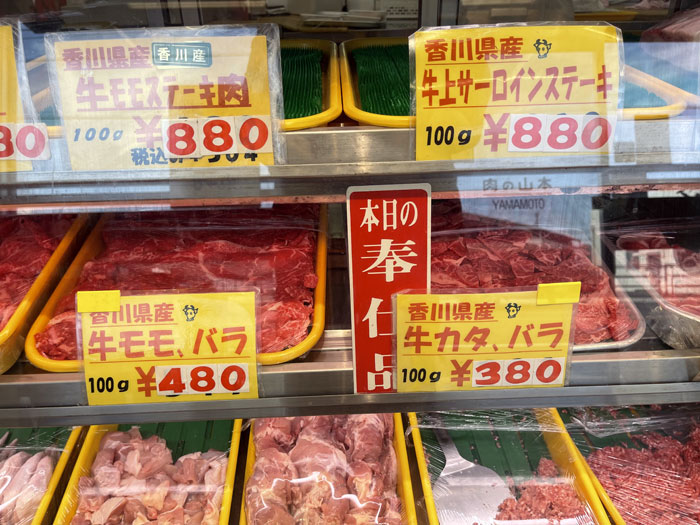 80
香川県産 香川産
牛モモステーキ肉
100g ¥880
税込
香川県産
牛上サーロインステーキ
100g ¥880
肉の山本
YAMAMOTO
本日の
奉仕品
香川県産
牛モモ、バラ
100g ¥480
香川県産
牛カタ、バラ
100g ¥380